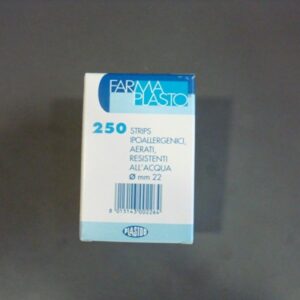 FARMA
PLASTO
250 STRIPS
IPOALLERGENICI,
AERATI,
RESISTENTI
ALL'ACQUA
Ø mm 22
PLASTOD